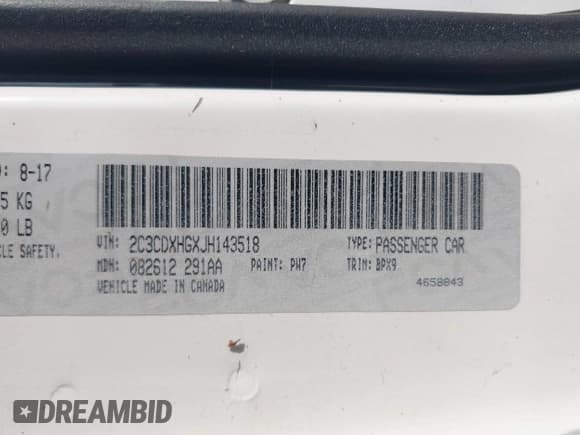 : 8-17
5 KG
0 LB
CLE SAFETY,
VIN: 2C3CDXHGXJH143518
TYPE: PASSENGER CAR
MDH: 082612 291AA
PAINT: PW7
TRIM: BPX9
VEHICLE MADE IN CANADA
4658843
DREAMBID